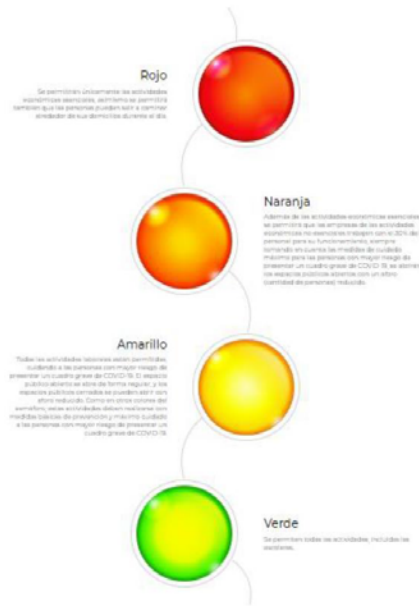 Rojo
Se permitirán únicamente las actividades
económicas esenciales, asimismo se permitirá
también que las personas puedan salir a caminar
alrededor de sus domicilios durante el día.
Naranja
Además de las actividades económicas esenciales,
se permitirá que las empresas de las actividades
económicas no esenciales trabajen con el 30% del
personal para su funcionamiento, siempre
tomando en cuenta las medidas de cuidado
máximo para las personas con mayor riesgo de
presentar un cuadro grave de COVID-19, se abrirán
los espacios públicos abiertos con un aforo
(cantidad de personas) reducido.
Amarillo
Todas las actividades laborales están permitidas,
cuidando a las personas con mayor riesgo de
presentar un cuadro grave de COVID-19. El espacio
público abierto se abre de forma regular, y los
espacios públicos cerrados se pueden abrir con
aforo reducido. Como en otros colores del
semáforo, estas actividades deben realizarse con
medidas básicas de prevención y máximo cuidado
a las personas con mayor riesgo de presentar un
cuadro grave de COVID-19.
Verde
Se permiten todas las actividades, incluidas las
escolares.